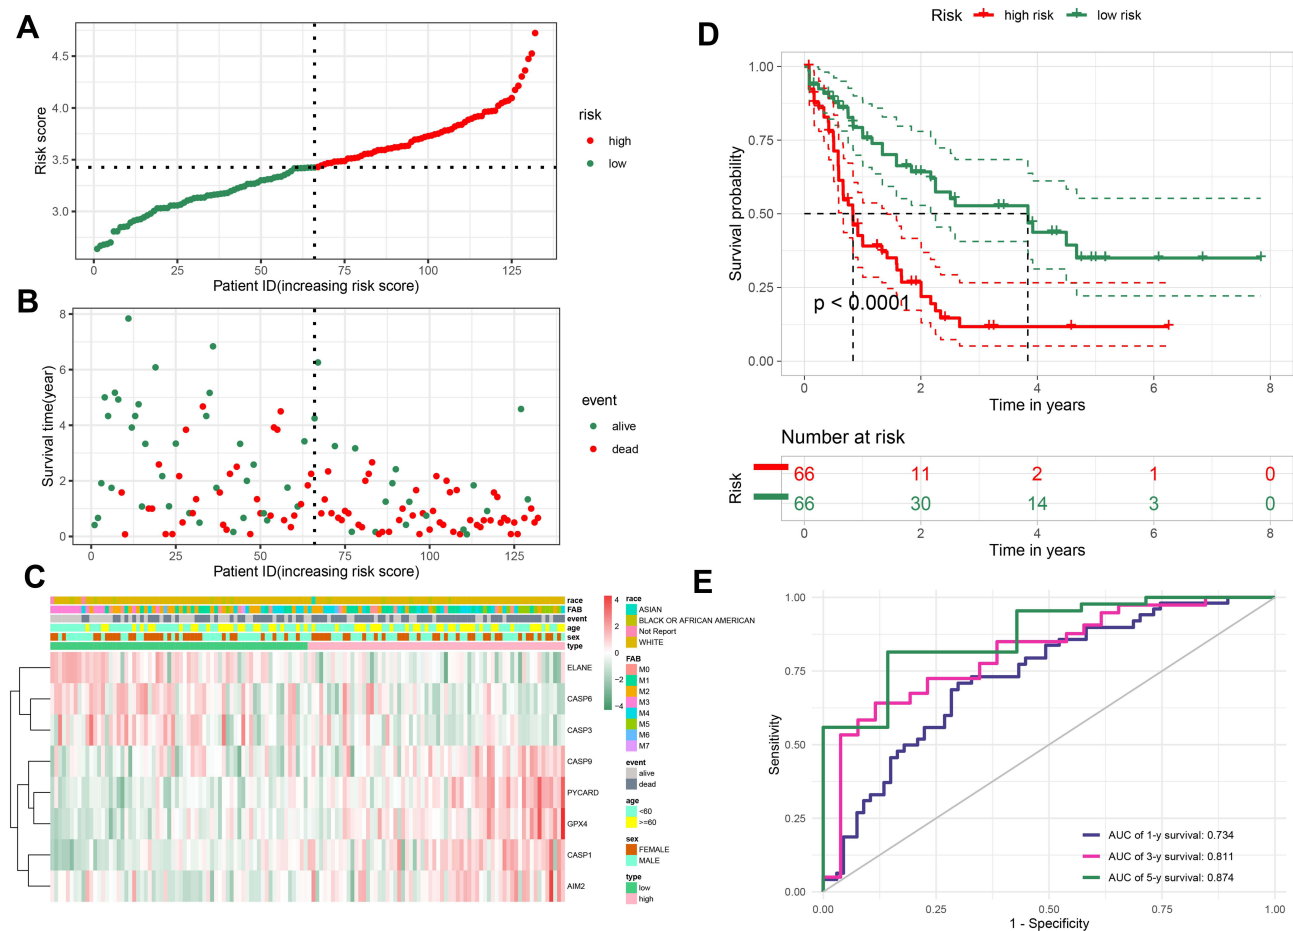 A
4.5
4.0
3.5
3.0
Risk score
0 25 50 75 100 125
Patient ID(increasing risk score)
risk
high
low
B
8
6
4
2
0
Survival time(year)
0 25 50 75 100 125
Patient ID(increasing risk score)
event
alive
dead
C
race
FAB
event
age
sex
type
ELANE
CASP6
CASP3
CASP9
PYCARD
GPX4
CASP1
AIM2
4
2
0
−2
−4
race
ASIAN
BLACK OR AFRICAN AMERICAN
Not Report
WHITE
FAB
M0
M1
M2
M3
M4
M5
M6
M7
event
alive
dead
age
<60
>=60
sex
FEMALE
MALE
type
low
high
D
Risk high risk low risk
1.00
0.75
0.50
0.25
0.00
Survival probability
p < 0.0001
0 2 4 6 8
Time in years
Number at risk
Risk
66 11 2 1 0
66 30 14 3 0
0 2 4 6 8
Time in years
E
1.00
0.75
0.50
0.25
0.00
Sensitivity
AUC of 1-y survival: 0.734
AUC of 3-y survival: 0.811
AUC of 5-y survival: 0.874
0.00 0.25 0.50 0.75 1.00
1 - Specificity